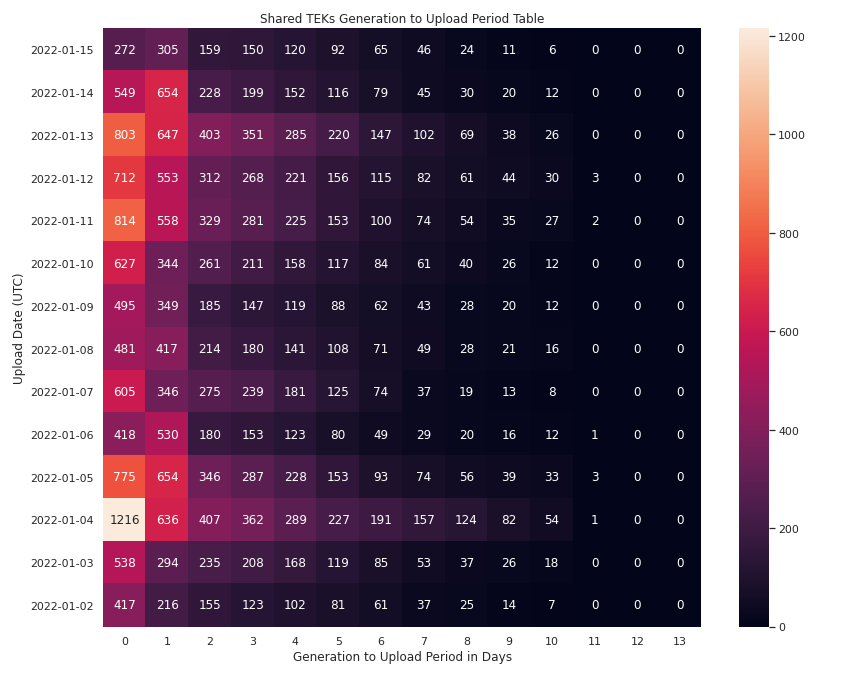 Shared TEKs Generation to Upload Period Table
Upload Date (UTC)
2022-01-15 272 305 159 150 120 92 65 46 24 11 6 0 0 0
2022-01-14 549 654 228 199 152 116 79 45 30 20 12 0 0 0
2022-01-13 803 647 403 351 285 220 147 102 69 38 26 0 0 0
2022-01-12 712 553 312 268 221 156 115 82 61 44 30 3 0 0
2022-01-11 814 558 329 281 225 153 100 74 54 35 27 2 0 0
2022-01-10 627 344 261 211 158 117 84 61 40 26 12 0 0 0
2022-01-09 495 349 185 147 119 88 62 43 28 20 12 0 0 0
2022-01-08 481 417 214 180 141 108 71 49 28 21 16 0 0 0
2022-01-07 605 346 275 239 181 125 74 37 19 13 8 0 0 0
2022-01-06 418 530 180 153 123 80 49 29 20 16 12 1 0 0
2022-01-05 775 654 346 287 228 153 93 74 56 39 33 3 0 0
2022-01-04 1216 636 407 362 289 227 191 157 124 82 54 1 0 0
2022-01-03 538 294 235 208 168 119 85 53 37 26 18 0 0 0
2022-01-02 417 216 155 123 102 81 61 37 25 14 7 0 0 0
0 1 2 3 4 5 6 7 8 9 10 11 12 13
Generation to Upload Period in Days
1200
1000
800
600
400
200
0